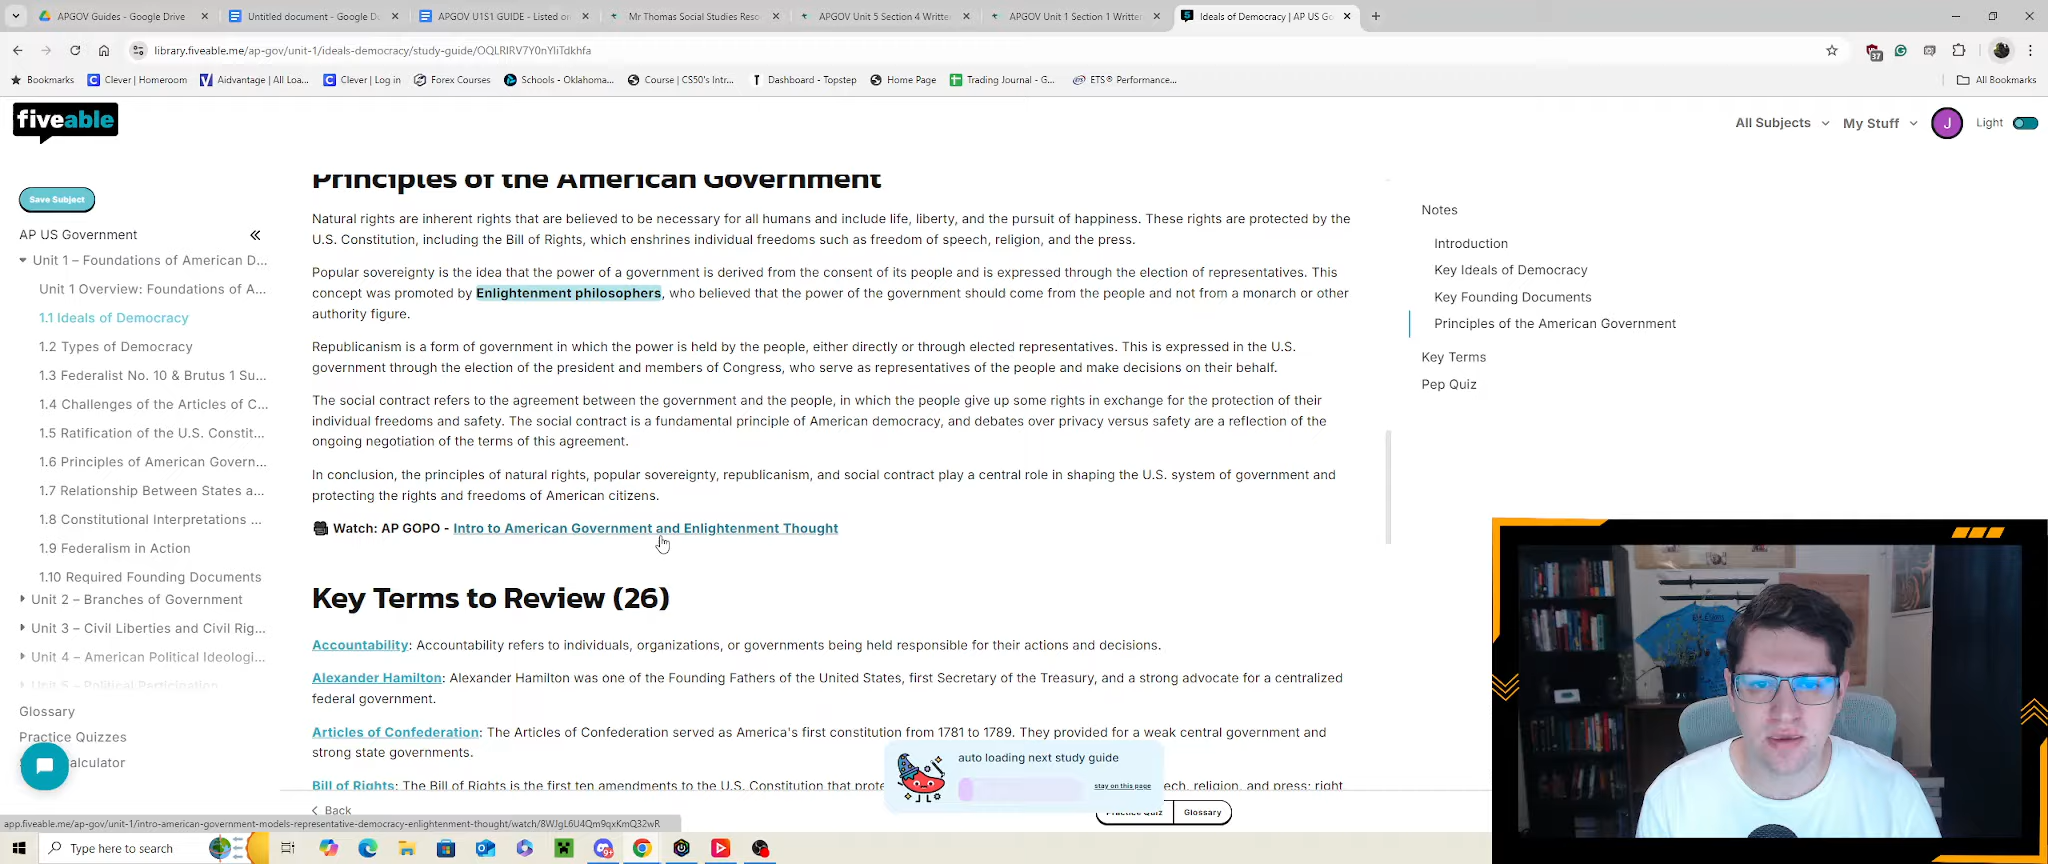 APGOV Guides - Google Drive
Untitled document - Google D
APGOV U1S1 GUIDE - Listed on
Mr Thomas Social Studies Reso
APGOV Unit 5 Section 4 Writte
APGOV Unit 1 Section 1 Writter
Ideals of Democracy | AP US Go
library.fiveable.me/ap-gov/unit-1/ideals-democracy/study-guide/OQLRIRV7Y0nYliTdkhfa
37
Bookmarks
Clever | Homeroom
Aidvantage | All Loa...
Clever | Log in
Forex Courses
Schools - Oklahoma...
Course | CS50's Intr...
Dashboard - Topstep
Home Page
Trading Journal - G...
ETS® Performance...
All Bookmarks
fiveable
All Subjects
My Stuff
J
Light
Save Subject
AP US Government
Unit 1 – Foundations of American D...
Unit 1 Overview: Foundations of A...
1.1 Ideals of Democracy
1.2 Types of Democracy
1.3 Federalist No. 10 & Brutus 1 Su...
1.4 Challenges of the Articles of C...
1.5 Ratification of the U.S. Constit...
1.6 Principles of American Govern...
1.7 Relationship Between States a...
1.8 Constitutional Interpretations ...
1.9 Federalism in Action
1.10 Required Founding Documents
Unit 2 – Branches of Government
Unit 3 – Civil Liberties and Civil Rig...
Unit 4 – American Political Ideologi...
Unit 5 – Political Participation
Glossary
Practice Quizzes
alculator
Principles of the American Government
Natural rights are inherent rights that are believed to be necessary for all humans and include life, liberty, and the pursuit of happiness. These rights are protected by the
U.S. Constitution, including the Bill of Rights, which enshrines individual freedoms such as freedom of speech, religion, and the press.
Popular sovereignty is the idea that the power of a government is derived from the consent of its people and is expressed through the election of representatives. This
concept was promoted by Enlightenment philosophers, who believed that the power of the government should come from the people and not from a monarch or other
authority figure.
Republicanism is a form of government in which the power is held by the people, either directly or through elected representatives. This is expressed in the U.S.
government through the election of the president and members of Congress, who serve as representatives of the people and make decisions on their behalf.
The social contract refers to the agreement between the government and the people, in which the people give up some rights in exchange for the protection of their
individual freedoms and safety. The social contract is a fundamental principle of American democracy, and debates over privacy versus safety are a reflection of the
ongoing negotiation of the terms of this agreement.
In conclusion, the principles of natural rights, popular sovereignty, republicanism, and social contract play a central role in shaping the U.S. system of government and
protecting the rights and freedoms of American citizens.
Watch: AP GOPO - Intro to American Government and Enlightenment Thought
Key Terms to Review (26)
Accountability: Accountability refers to individuals, organizations, or governments being held responsible for their actions and decisions.
Alexander Hamilton: Alexander Hamilton was one of the Founding Fathers of the United States, first Secretary of the Treasury, and a strong advocate for a centralized
federal government.
Articles of Confederation: The Articles of Confederation served as America's first constitution from 1781 to 1789. They provided for a weak central government and
strong state governments.
Bill of Rights: The Bill of Rights is the first ten amendments to the U.S. Constitution that prote
ech, religion, and press; right
auto loading next study guide
stay on this page
Back
Practice Quiz
Glossary
Notes
Introduction
Key Ideals of Democracy
Key Founding Documents
Principles of the American Government
Key Terms
Pep Quiz
app.fiveable.me/ap-gov/unit-1/intro-american-government-models-representative-democracy-enlightenment-thought/watch/8WJgL6U4Qm9qxKmQ32wR
Type here to search